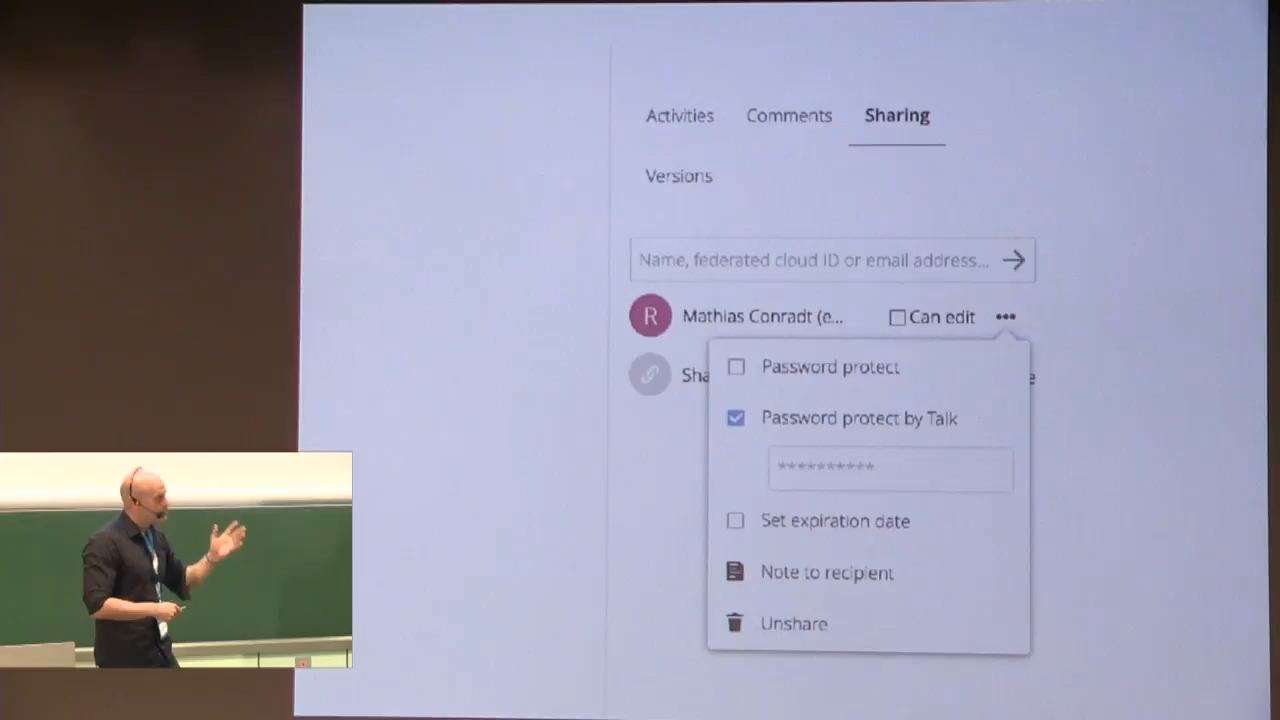 Activities Comments Sharing
Versions
Name, federated cloud ID or email address...
R Mathias Conradt (e... Can edit
Sha
Password protect
Password protect by Talk
**********
Set expiration date
Note to recipient
Unshare